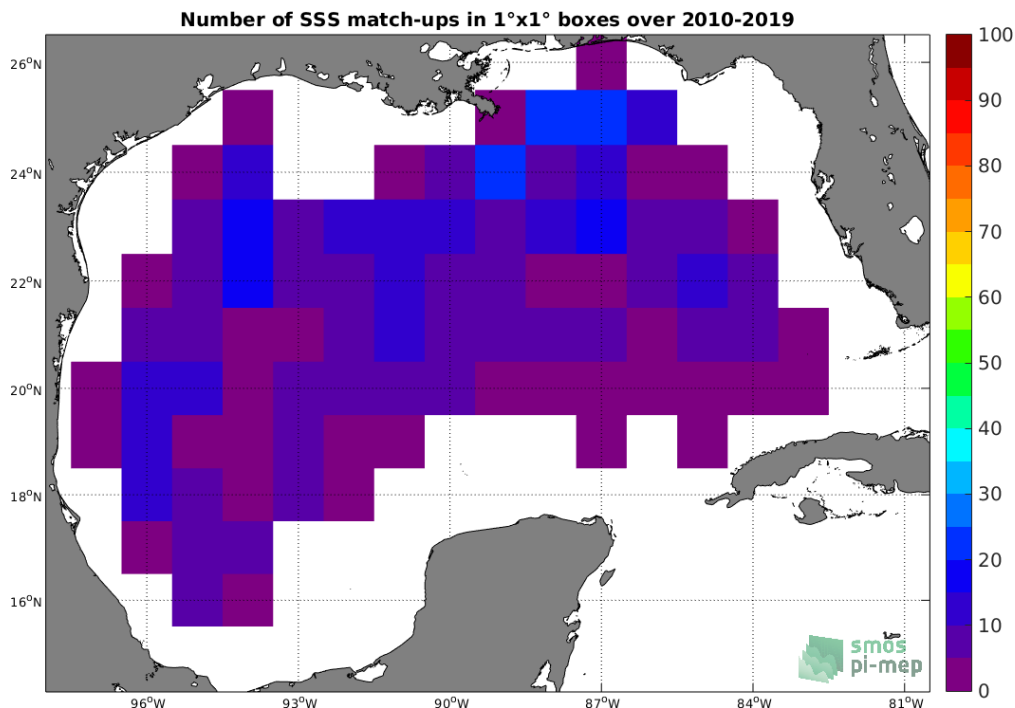 Number of SSS match-ups in 1°x1° boxes over 2010-2019
26°N
24°N
22°N
20°N
18°N
16°N
96°W
93°W
90°W
87°W
84°W
81°W
100
90
80
70
60
50
40
30
20
10
0
smos
pi-mep